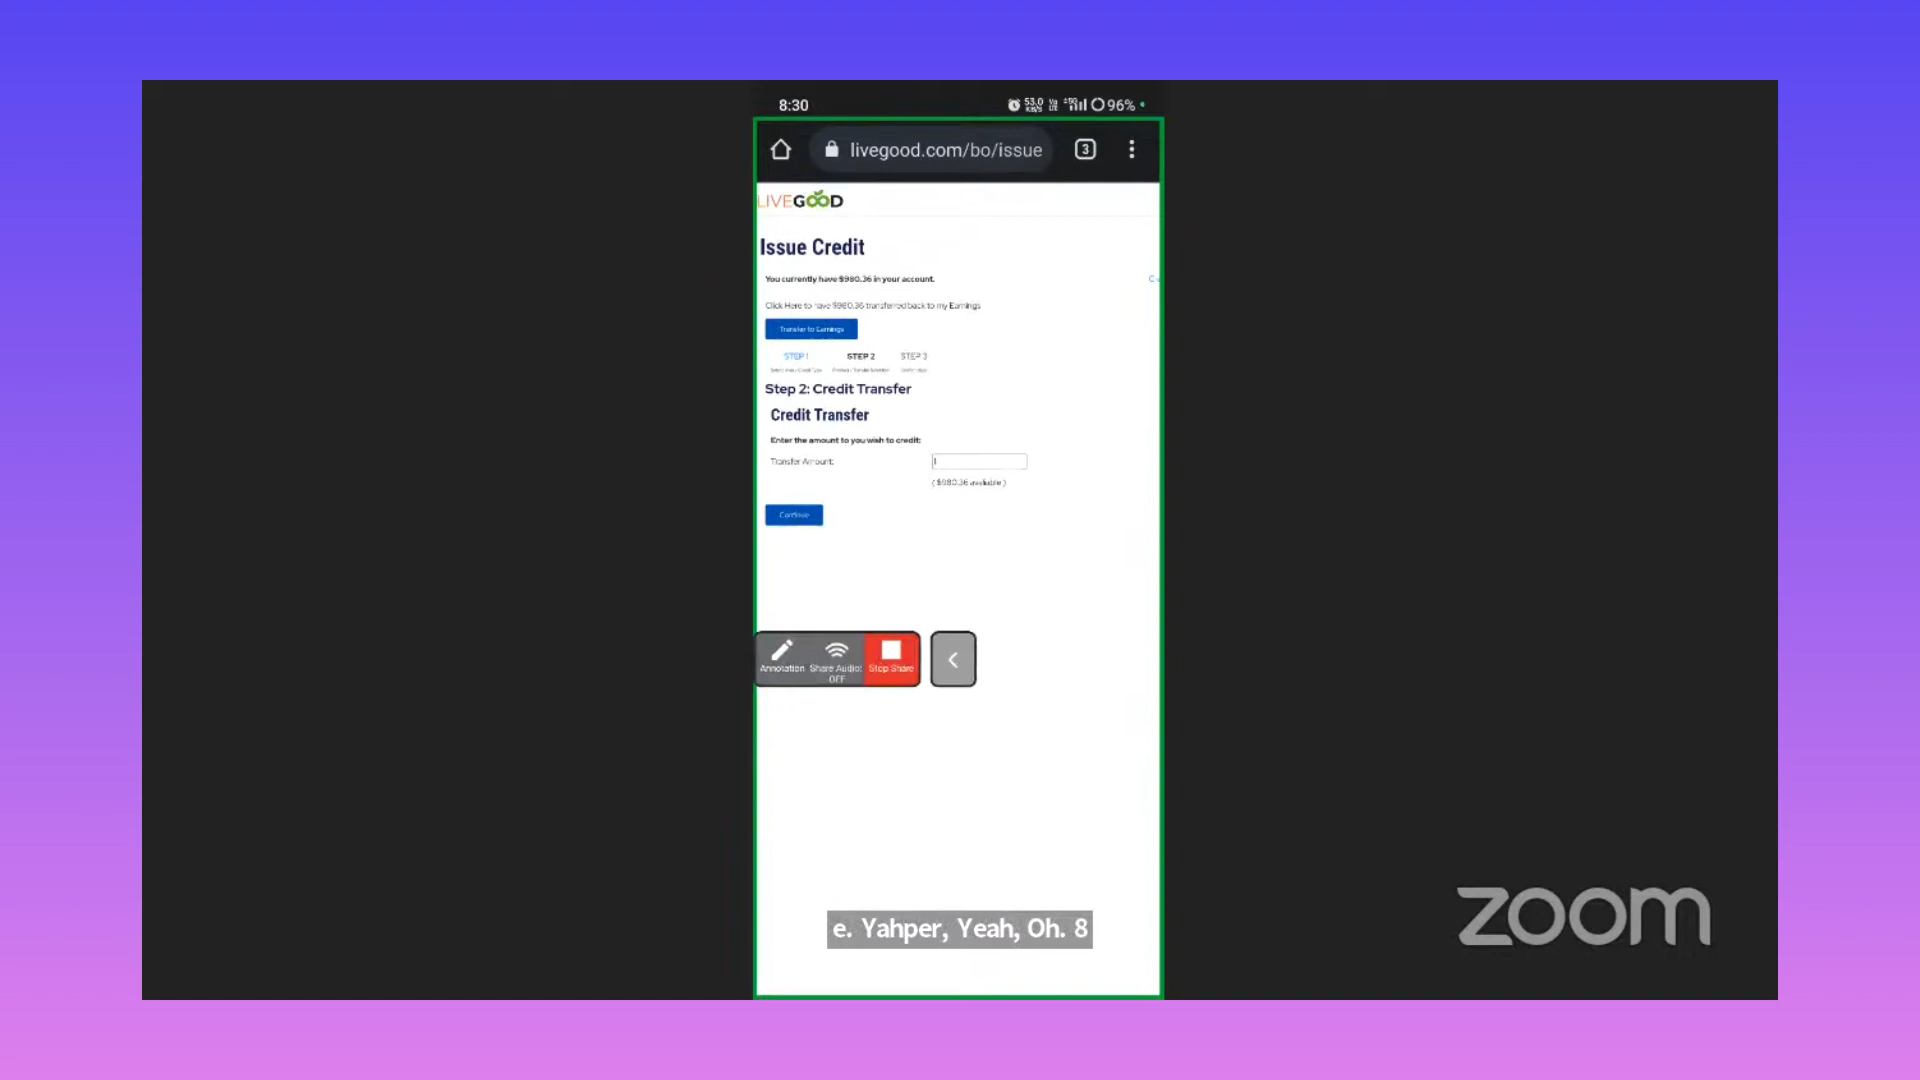 8:30
53.0 KB/S 96%
livegood.com/bo/issue 3
LIVEGOOD
Issue Credit
You currently have $980.36 in your account.
Click Here to have $980.36 transferred back to my Earnings
Transfer to Earnings
STEP 1 STEP 2 STEP 3
Step 2: Credit Transfer
Credit Transfer
Enter the amount to you wish to credit:
Transfer Amount:
( $980.36 available )
Continue
Annotation Share Audio: OFF Stop Share
e. Yahper, Yeah, Oh. 8
zoom